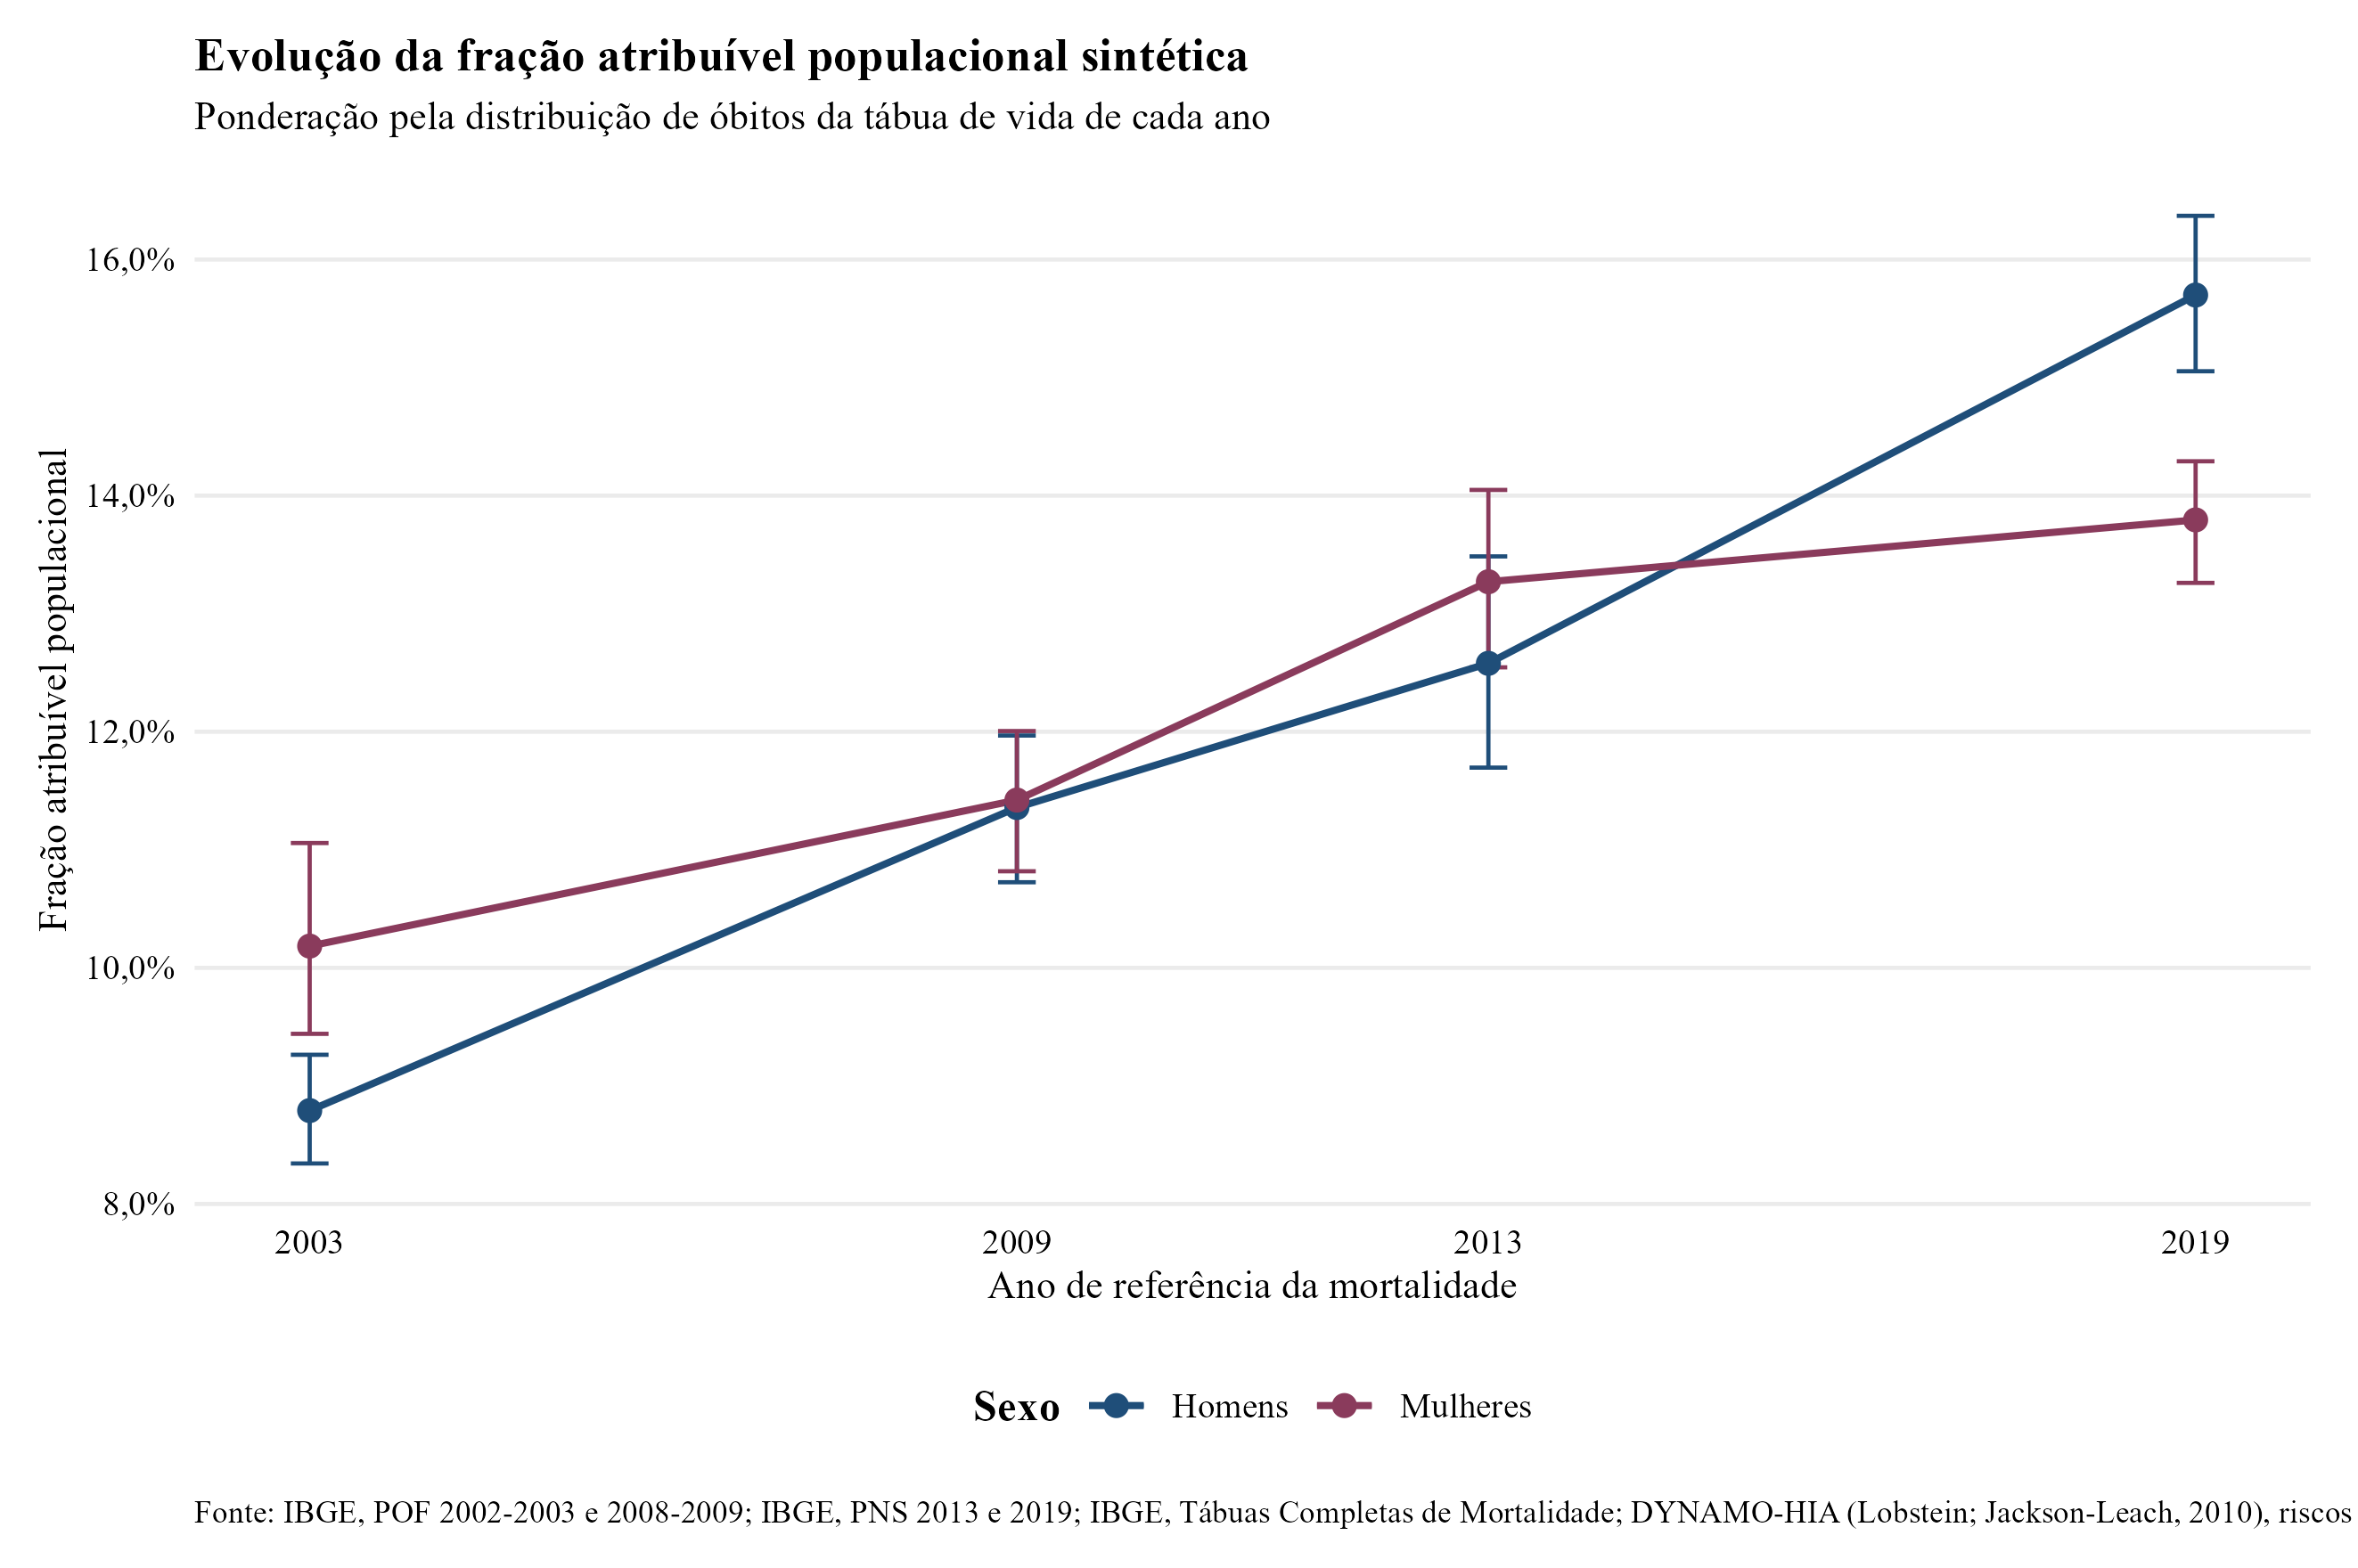 Evolução da fração atribuível populacional sintética
Ponderação pela distribuição de óbitos da tábua de vida de cada ano
Fração atribuível populacional
16,0%
14,0%
12,0%
10,0%
8,0%
2003
2009
2013
2019
Ano de referência da mortalidade
Sexo
Homens
Mulheres
Fonte: IBGE, POF 2002-2003 e 2008-2009; IBGE, PNS 2013 e 2019; IBGE, Tábuas Completas de Mortalidade; DYNAMO-HIA (Lobstein; Jackson-Leach, 2010), riscos